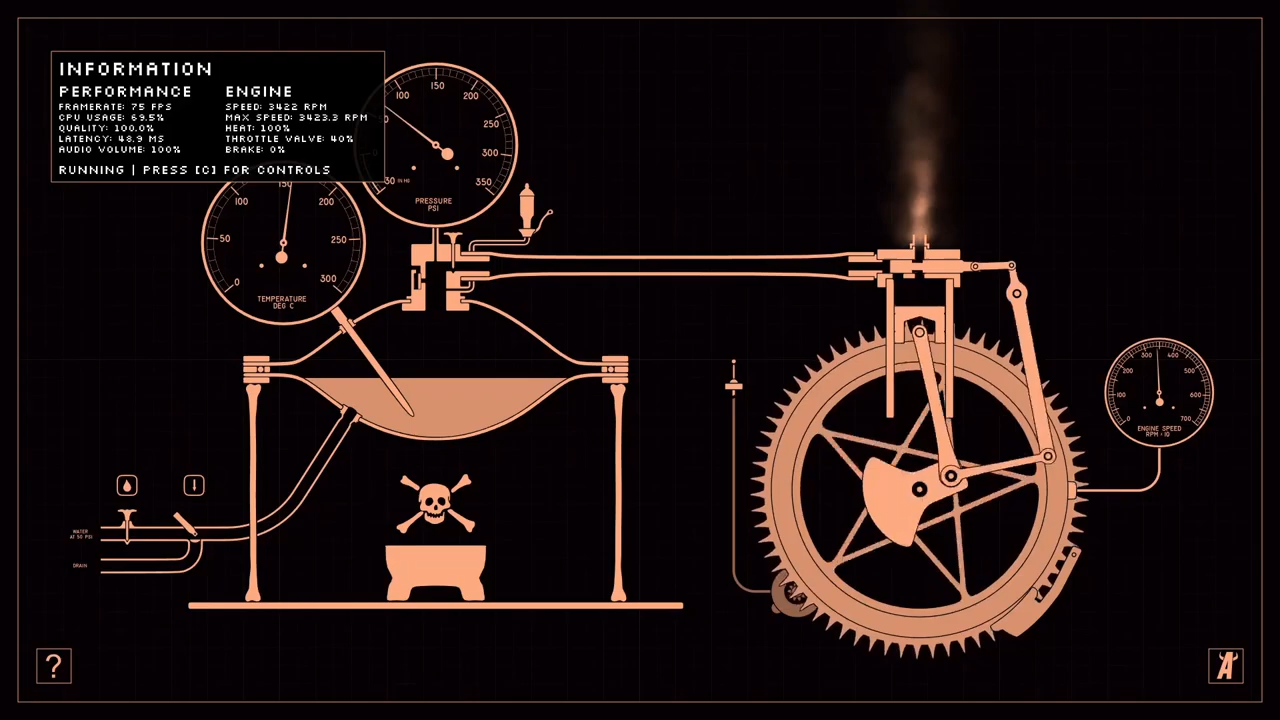 INFORMATION
PERFORMANCE ENGINE
FRAMERATE: 75 FPS SPEED: 3422 RPM
CPU USAGE: 69.5% MAX SPEED: 3423.3 RPM
QUALITY: 100.0% HEAT: 100%
LATENCY: 48.9 MS THROTTLE VALVE: 40%
AUDIO VOLUME: 100% BRAKE: 0%
RUNNING | PRESS [C] FOR CONTROLS
100 150 200 250 300 350
30 IN HG
PRESSURE
PSI
0 50 100 150 200 250 300
TEMPERATURE
DEG C
0 100 200 300 400 500 600 700
ENGINE SPEED
RPM × 10
WATER
AT 50 PSI
DRAIN
?
A